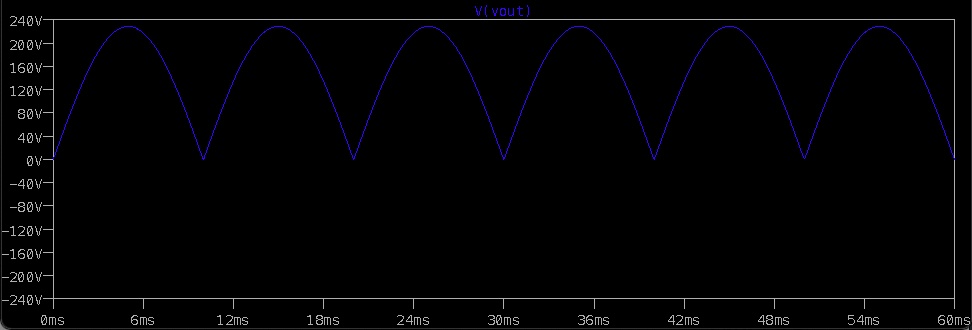 V(vout)
240V
200V
160V
120V
80V
40V
0V
-40V
-80V
-120V
-160V
-200V
-240V
0ms 6ms 12ms 18ms 24ms 30ms 36ms 42ms 48ms 54ms 60ms